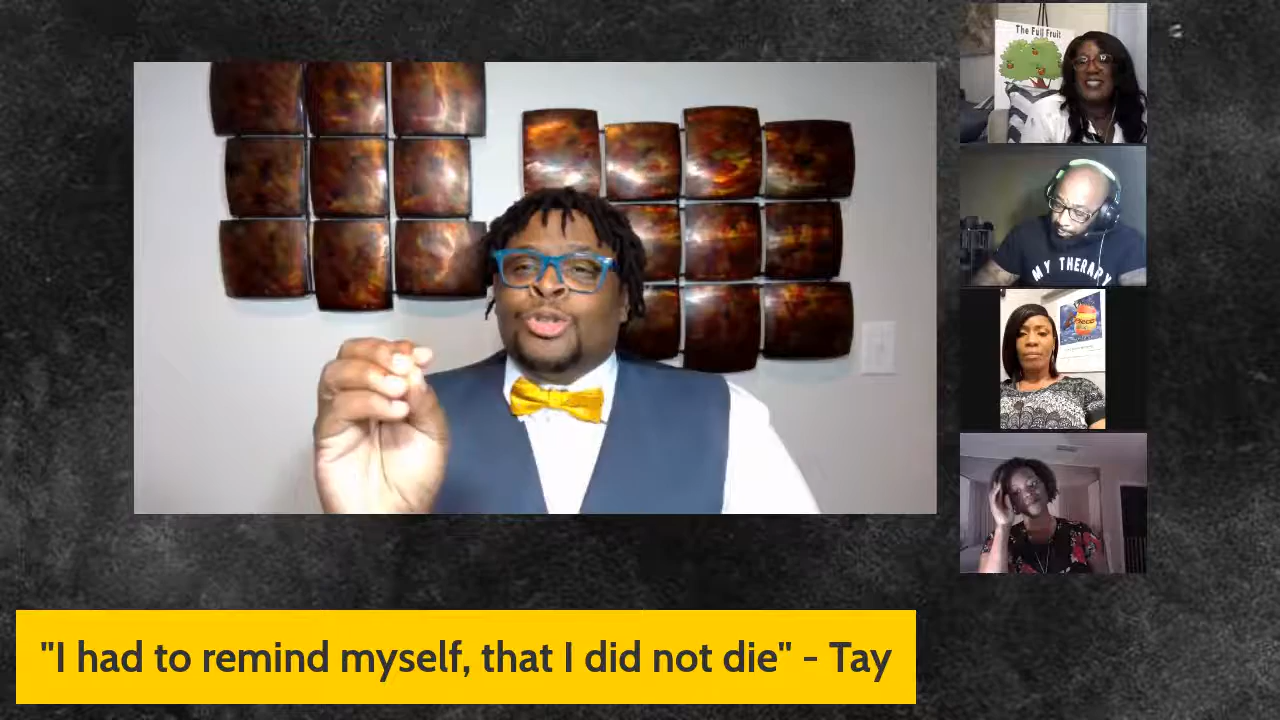 The Full Fruit
MY THERAPY
"I had to remind myself, that I did not die" - Tay